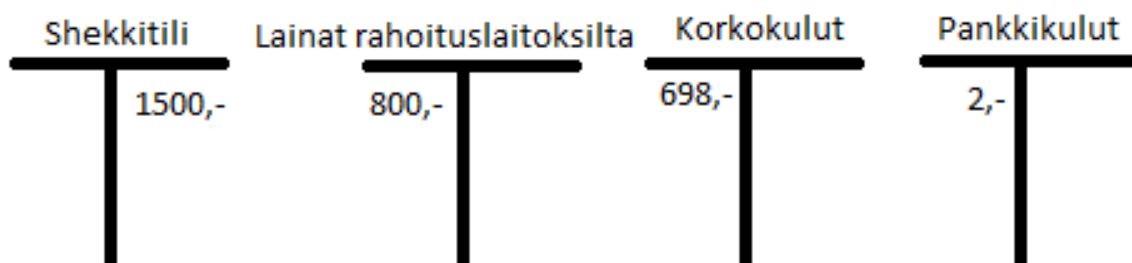 Shekkitili
Lainat rahoituslaitoksilta
Korkokulut
Pankkikulut
1500,-
800,-
698,-
2,-